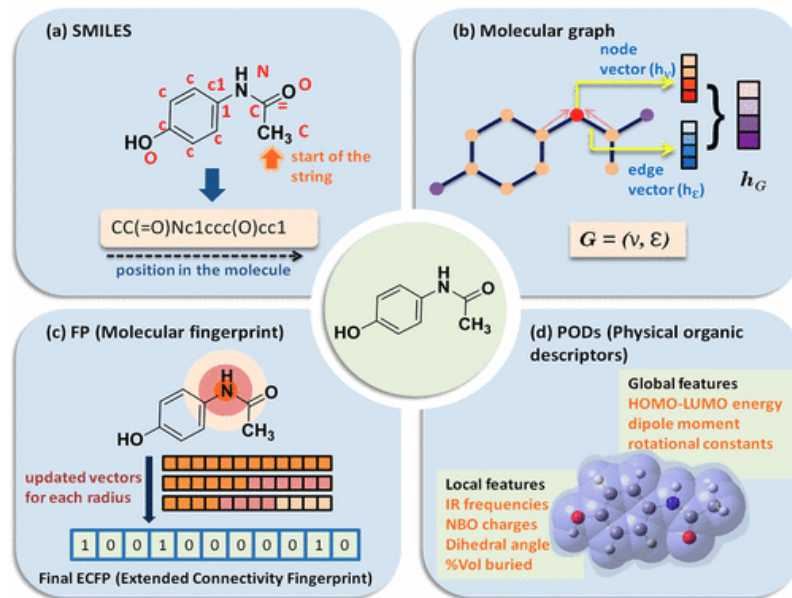 (a) SMILES
H
N
N
O
O
c
c
c1
c
1
C
=
c
HO
O
c
c
CH3
C
start of the
string
CC(=O)Nc1ccc(O)cc1
position in the molecule
(b) Molecular graph
node
vector (hν)
edge
vector (hε)
hG
G = (ν, ε)
H
N
O
HO
CH3
(c) FP (Molecular fingerprint)
H
N
O
HO
CH3
updated vectors
for each radius
1 0 0 1 0 0 0 0 0 1 0
Final ECFP (Extended Connectivity Fingerprint)
(d) PODs (Physical organic
descriptors)
Global features
HOMO-LUMO energy
dipole moment
rotational constants
Local features
IR frequencies
NBO charges
Dihedral angle
%Vol buried